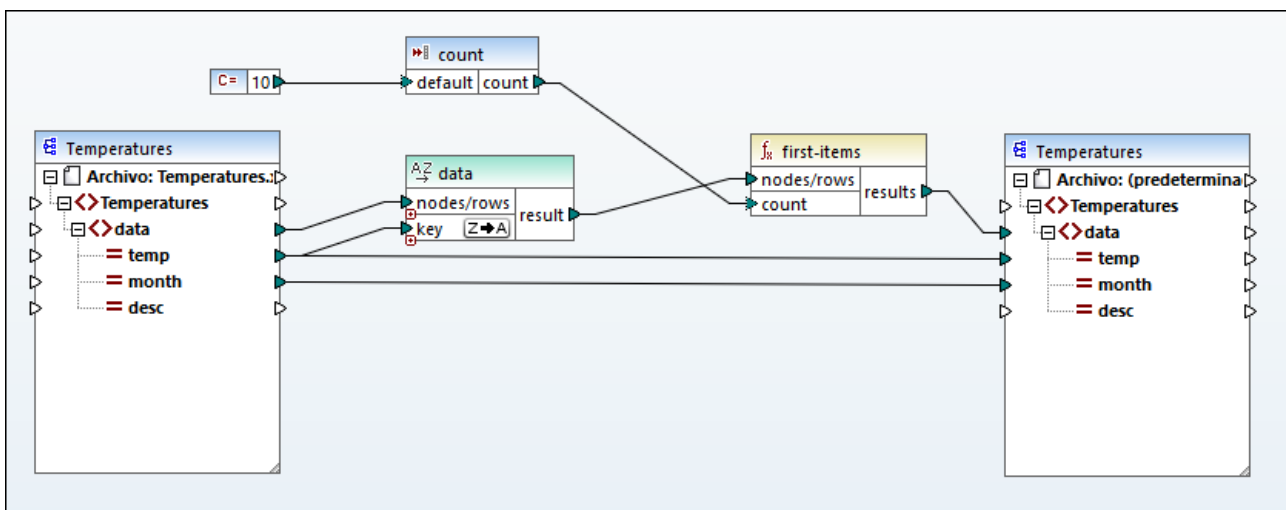 count
C= 10
default count
Temperatures
Archivo: Temperatures.x
Temperatures
data
temp
month
desc
A-Z data
nodes/rows
key Z➔A
result
fx first-items
nodes/rows
count
results
Temperatures
Archivo: (predetermina
Temperatures
data
temp
month
desc